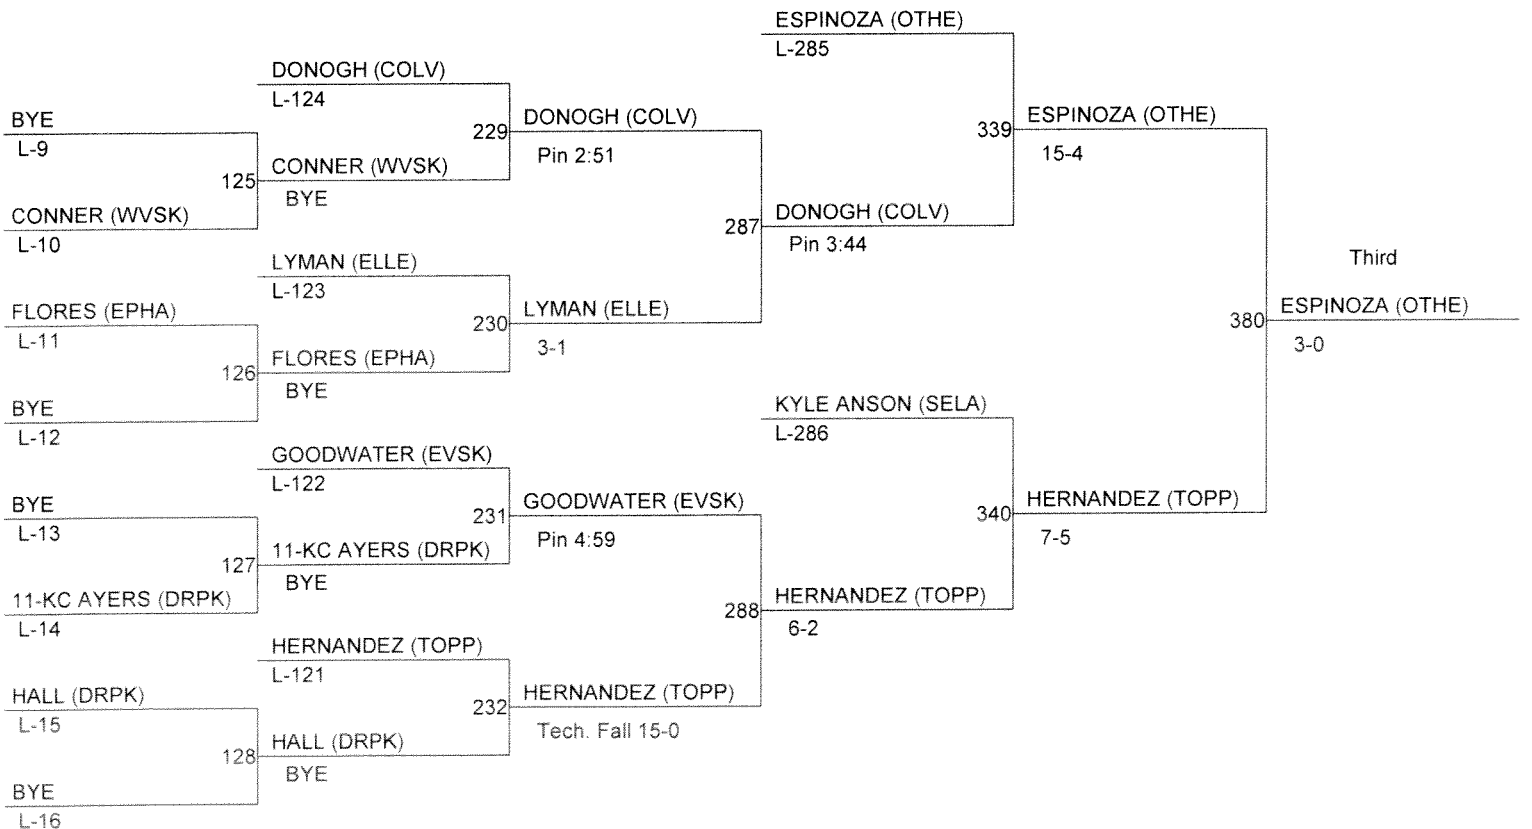 ESPINOZA (OTHE)
L-285
DONOGH (COLV)
L-124
BYE
L-9
229
DONOGH (COLV)
Pin 2:51
339
ESPINOZA (OTHE)
15-4
125
CONNER (WVSK)
BYE
CONNER (WVSK)
L-10
287
DONOGH (COLV)
Pin 3:44
LYMAN (ELLE)
L-123
Third
FLORES (EPHA)
L-11
230
LYMAN (ELLE)
3-1
380
ESPINOZA (OTHE)
3-0
126
FLORES (EPHA)
BYE
BYE
L-12
KYLE ANSON (SELA)
L-286
GOODWATER (EVSK)
L-122
BYE
L-13
231
GOODWATER (EVSK)
Pin 4:59
340
HERNANDEZ (TOPP)
7-5
127
11-KC AYERS (DRPK)
BYE
11-KC AYERS (DRPK)
L-14
288
HERNANDEZ (TOPP)
6-2
HERNANDEZ (TOPP)
L-121
HALL (DRPK)
L-15
232
HERNANDEZ (TOPP)
Tech. Fall 15-0
128
HALL (DRPK)
BYE
BYE
L-16